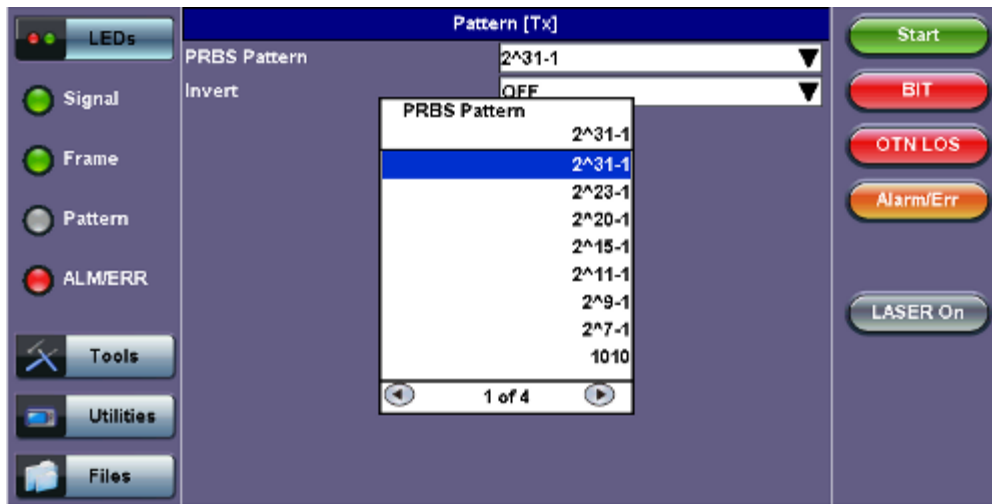 LEDs
Signal
Frame
Pattern
ALM/ERR
Tools
Utilities
Files
Pattern [Tx]
PRBS Pattern 2^31-1
Invert OFF
PRBS Pattern
2^31-1
2^31-1
2^23-1
2^20-1
2^15-1
2^11-1
2^9-1
2^7-1
1010
1 of 4
Start
BIT
OTN LOS
Alarm/Err
LASER On